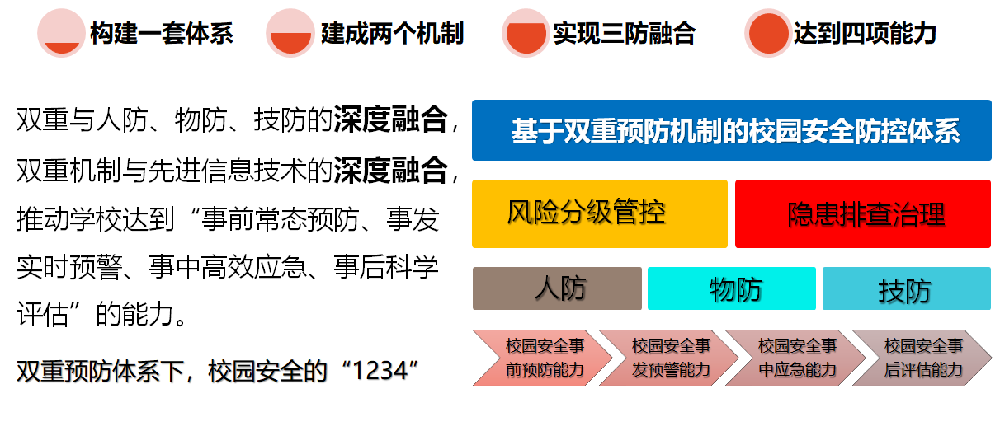 构建一套体系
建成两个机制
实现三防融合
达到四项能力
双重与人防、物防、技防的深度融合，
双重机制与先进信息技术的深度融合，
推动学校达到“事前常态预防、事发
实时预警、事中高效应急、事后科学
评估”的能力。
双重预防体系下，校园安全的“1234”
基于双重预防机制的校园安全防控体系
风险分级管控
隐患排查治理
人防
物防
技防
校园安全事
前预防能力
校园安全事
发预警能力
校园安全事
中应急能力
校园安全事
后评估能力